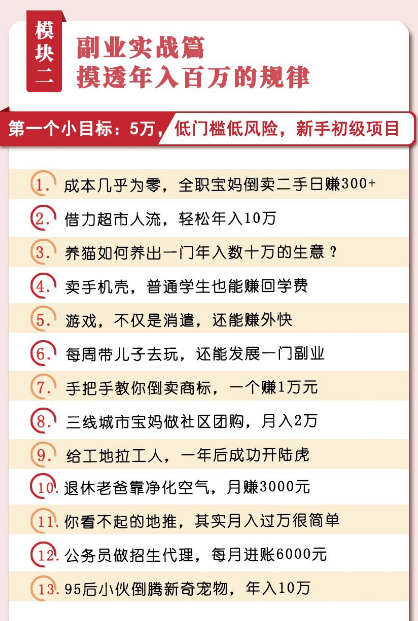 模块二
副业实战篇
摸透年入百万的规律
第一个小目标：5万，低门槛低风险，新手初级项目
1. 成本几乎为零，全职宝妈倒卖二手日赚300+
2. 借力超市人流，轻松年入10万
3. 养猫如何养出一门年入数十万的生意？
4. 卖手机壳，普通学生也能赚回学费
5. 游戏，不仅是消遣，还能赚外快
6. 每周带儿子去玩，还能发展一门副业
7. 手把手教你倒卖商标，一个赚1万元
8. 三线城市宝妈做社区团购，月入2万
9. 给工地拉工人，一年后成功开陆虎
10. 退休老爸靠净化空气，月赚3000元
11. 你看不起的地推，其实月入过万很简单
12. 公务员做招生代理，每月进账6000元
13. 95后小伙倒腾新奇宠物，年入10万